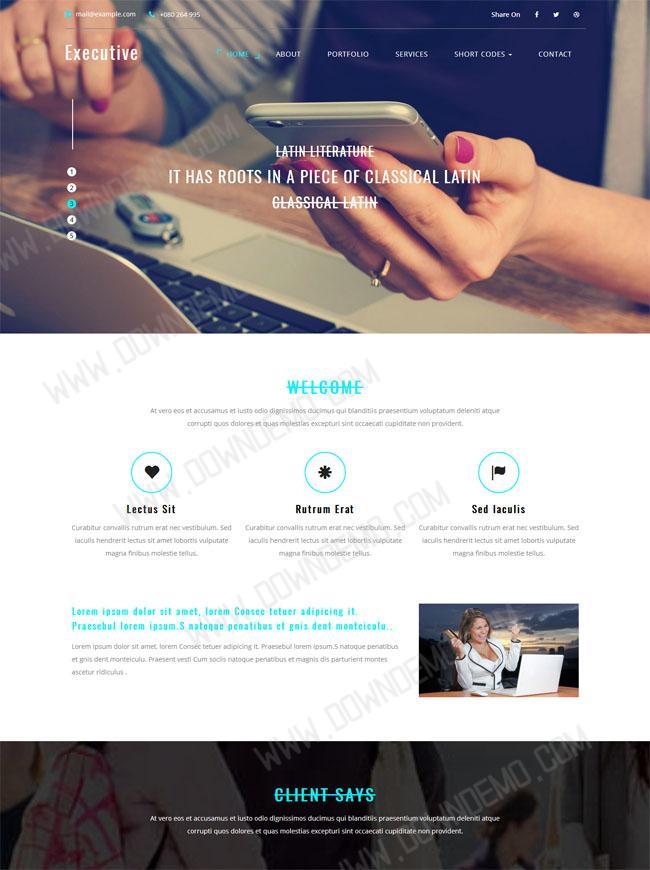 mail@example.com +080 264 995 Share On
Executive HOME ABOUT PORTFOLIO SERVICES SHORT CODES CONTACT
LATIN LITERATURE
IT HAS ROOTS IN A PIECE OF CLASSICAL LATIN
CLASSICAL LATIN
1
2
3
4
5
WELCOME
At vero eos et accusamus et iusto odio dignissimos ducimus qui blanditiis praesentium voluptatum deleniti atque
corrupti quos dolores et quas molestias excepturi sint occaecati cupiditate non provident.
Lectus Sit
Curabitur convallis rutrum erat nec vestibulum. Sed
iaculis hendrerit lectus sit amet lobortis vulputate
magna finibus molestie tellus.
Rutrum Erat
Curabitur convallis rutrum erat nec vestibulum. Sed
iaculis hendrerit lectus sit amet lobortis vulputate
magna finibus molestie tellus.
Sed Iaculis
Curabitur convallis rutrum erat nec vestibulum. Sed
iaculis hendrerit lectus sit amet lobortis vulputate
magna finibus molestie tellus.
Lorem ipsum dolor sit amet, lorem Consec tetuer adipicing it.
Praesebul lorem ipsum.S natoque penatibus et gnis dent monteiculu..
Lorem ipsum dolor sit amet, lorem Consec tetuer adipicing it. Praesebul lorem ipsum.S natoque penatibus
et gnis dent monteiculu. Praesent vesti Cum sociis natoque penatibus et magnis dis parturient montes
ascetur ridiculus .
CLIENT SAYS
At vero eos et accusamus et iusto odio dignissimos ducimus qui blanditiis praesentium voluptatum deleniti atque
corrupti quos dolores et quas molestias excepturi sint occaecati cupiditate non provident.
WWW.DOWNDEMO.COM
WWW.DOWNDEMO.COM
WWW.DOWNDEMO.COM
WWW.DOWNDEMO.COM